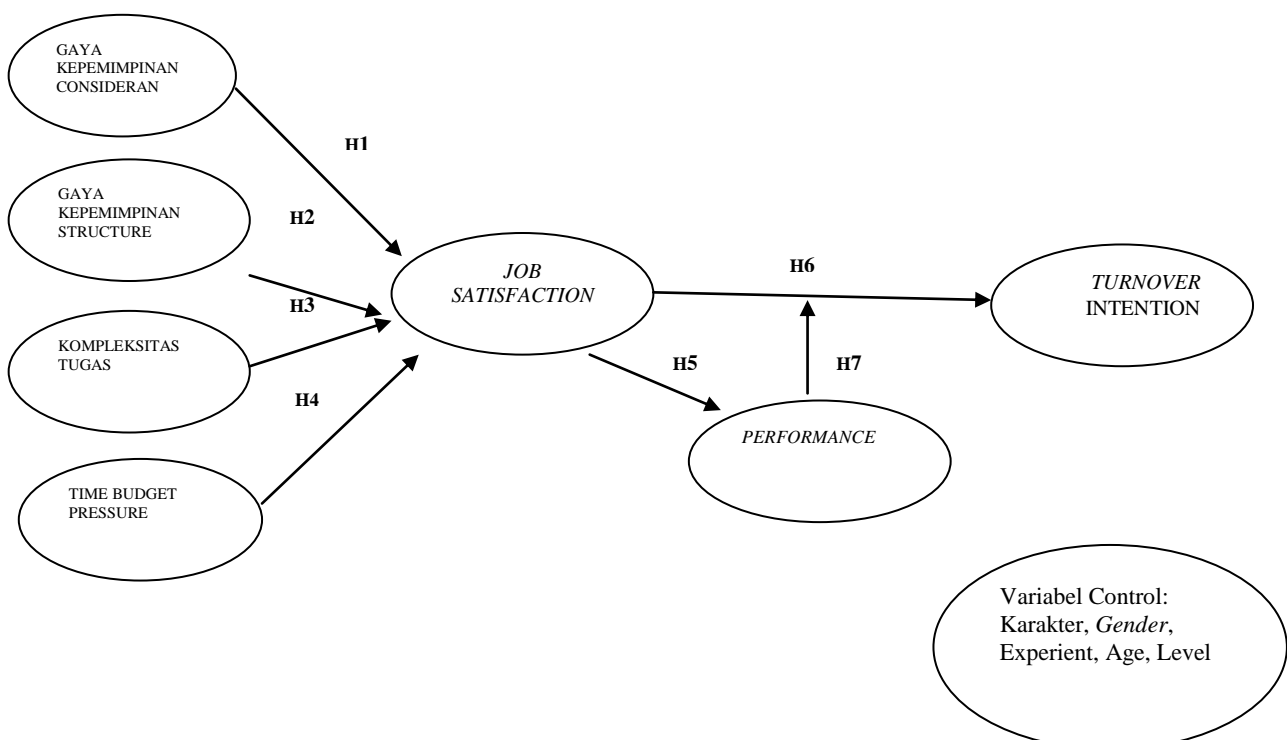 GAYA
KEPEMIMPINAN
CONSIDERAN
H1
GAYA
KEPEMIMPINAN
STRUCTURE
H2
H3
KOMPLEKSITAS
TUGAS
H4
TIME BUDGET
PRESSURE
JOB
SATISFACTION
H6
TURNOVER
INTENTION
H5
H7
PERFORMANCE
Variabel Control:
Karakter, Gender,
Experient, Age, Level